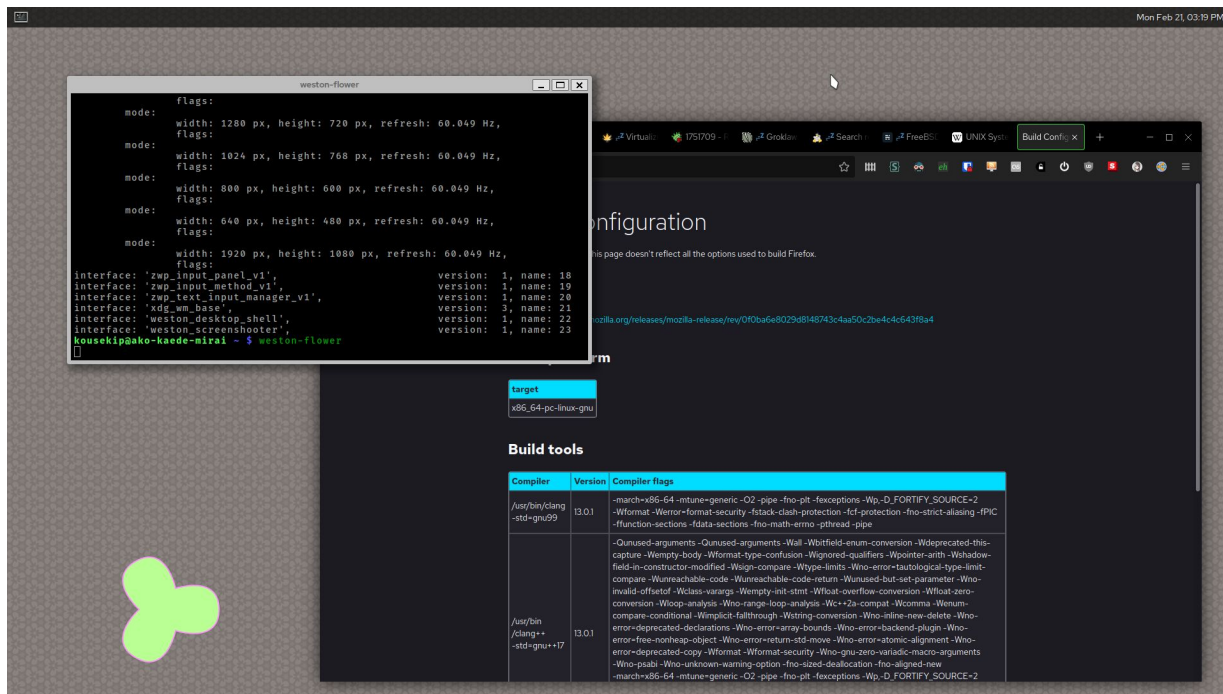 Mon Feb 21, 03:19 PM
weston-flower
flags:
mode:
width: 1280 px, height: 720 px, refresh: 60.049 Hz,
flags:
mode:
width: 1024 px, height: 768 px, refresh: 60.049 Hz,
flags:
mode:
width: 800 px, height: 600 px, refresh: 60.049 Hz,
flags:
mode:
width: 640 px, height: 480 px, refresh: 60.049 Hz,
flags:
mode:
width: 1920 px, height: 1080 px, refresh: 60.049 Hz,
flags:
interface: 'zwp_input_panel_v1', version: 1, name: 18
interface: 'zwp_input_method_v1', version: 1, name: 19
interface: 'zwp_text_input_manager_v1', version: 1, name: 20
interface: 'xdg_wm_base', version: 3, name: 21
interface: 'weston_desktop_shell', version: 1, name: 22
interface: 'weston_screenshooter', version: 1, name: 23
kousekip@ako-kaede-mirai ~ $ weston-flower
Virtualiz 1751709 - Groklaw Search FreeBSD UNIX Syst Build Config
nfiguration
his page doesn't reflect all the options used to build Firefox.
ozilla.org/releases/mozilla-release/rev/0f0ba6e8029d8148743c4aa50c2be4c4c643f8a4
rm
target
x86_64-pc-linux-gnu
Build tools
Compiler Version Compiler flags
/usr/bin/clang -std=gnu99
13.0.1
-march=x86-64 -mtune=generic -O2 -pipe -fno-plt -fexceptions -Wp,-D_FORTIFY_SOURCE=2
-Wformat -Werror=format-security -fstack-clash-protection -fcf-protection -fno-strict-aliasing -fPIC
-ffunction-sections -fdata-sections -fno-math-errno -pthread -pipe
/usr/bin
/clang++
-std=gnu++17
13.0.1
-Qunused-arguments -Qunused-arguments -Wall -Wbitfield-enum-conversion -Wdeprecated-this-
capture -Wempty-body -Wformat-type-confusion -Wignored-qualifiers -Wpointer-arith -Wshadow-
field-in-constructor-modified -Wsign-compare -Wtype-limits -Wno-error=tautological-type-limit-
compare -Wunreachable-code -Wunreachable-code-return -Wunused-but-set-parameter -Wno-
invalid-offsetof -Wclass-varargs -Wempty-init-stmt -Wfloat-overflow-conversion -Wfloat-zero-
conversion -Wloop-analysis -Wno-range-loop-analysis -Wc++2a-compat -Wcomma -Wenum-
compare-conditional -Wimplicit-fallthrough -Wstring-conversion -Wno-inline-new-delete -Wno-
error=deprecated-declarations -Wno-error=array-bounds -Wno-error=backend-plugin -Wno-
error=free-nonheap-object -Wno-error=return-std-move -Wno-error=atomic-alignment -Wno-
error=deprecated-copy -Wformat -Wformat-security -Wno-gnu-zero-variadic-macro-arguments
-Wno-psabi -Wno-unknown-warning-option -fno-sized-deallocation -fno-aligned-new
-march=x86-64 -mtune=generic -O2 -pipe -fno-plt -fexceptions -Wp,-D_FORTIFY_SOURCE=2